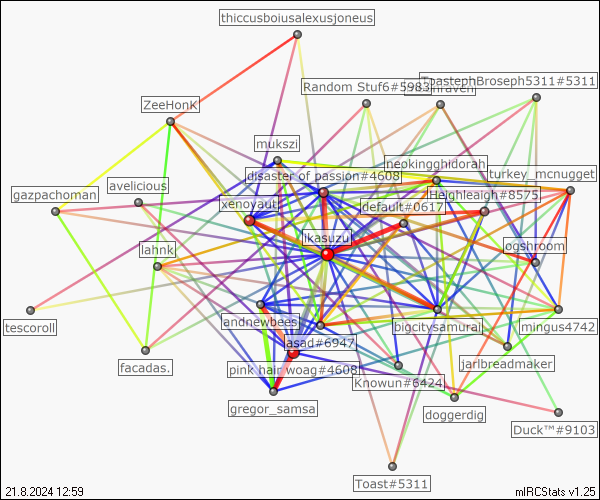 thiccusboiusalexusjoneus
Random Stuf6#5983
ToastephBroseph5311#5311
ZeeHonK
mukszi
neokingghidorah
disaster of passion#4608
turkey_mcnugget
gazpachoman
avelicious
xenoyaut
default#0617
Heighleaigh#8575
ikasuzu
lahnk
ogshroom
tescoroll
andnewbees
bigcitysamurai
mingus4742
asad#6947
facadas.
pink hair woag#4608
jarlbreadmaker
Knowun#6424
gregor_samsa
doggerdig
Duck™#9103
Toast#5311
21.8.2024 12:59
mIRCStats v1.25